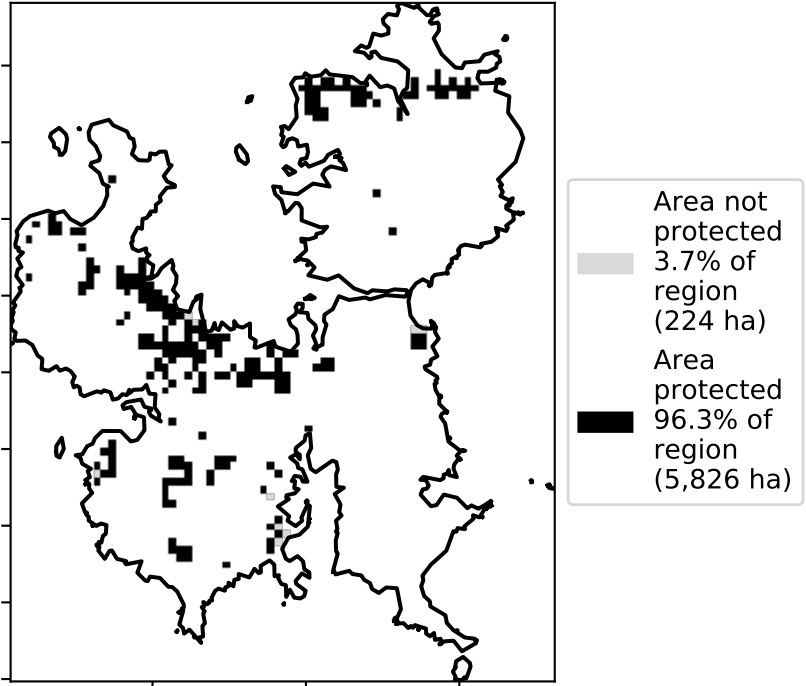 Area not
protected
3.7% of
region
(224 ha)
Area
protected
96.3% of
region
(5,826 ha)